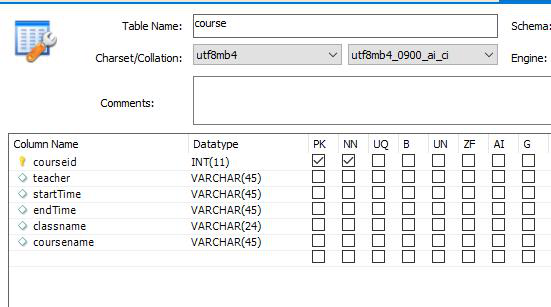 Table Name: course Schema:
Charset/Collation: utf8mb4 utf8mb4_0900_ai_ci Engine:
Comments:
Column Name Datatype PK NN UQ B UN ZF AI G
courseid INT(11)
teacher VARCHAR(45)
startTime VARCHAR(45)
endTime VARCHAR(45)
classname VARCHAR(24)
coursename VARCHAR(45)